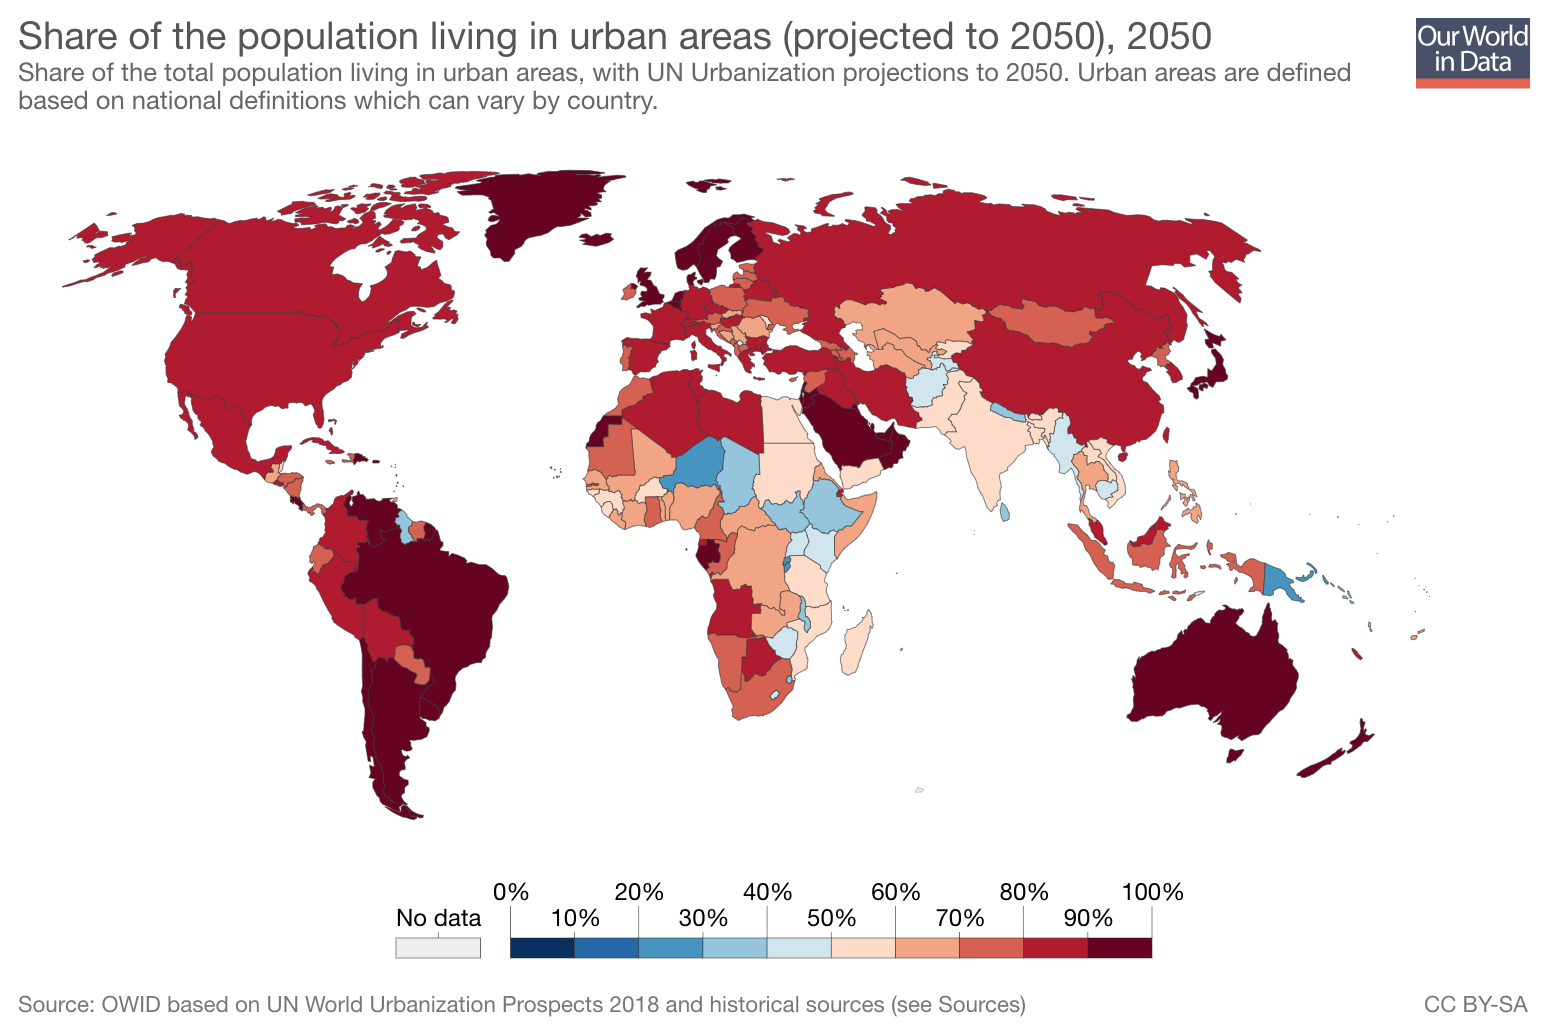 Share of the population living in urban areas (projected to 2050), 2050
Share of the total population living in urban areas, with UN Urbanization projections to 2050. Urban areas are defined
based on national definitions which can vary by country.
Our World
in Data
0% 20% 40% 60% 80% 100%
No data 10% 30% 50% 70% 90%
Source: OWID based on UN World Urbanization Prospects 2018 and historical sources (see Sources)
CC BY-SA